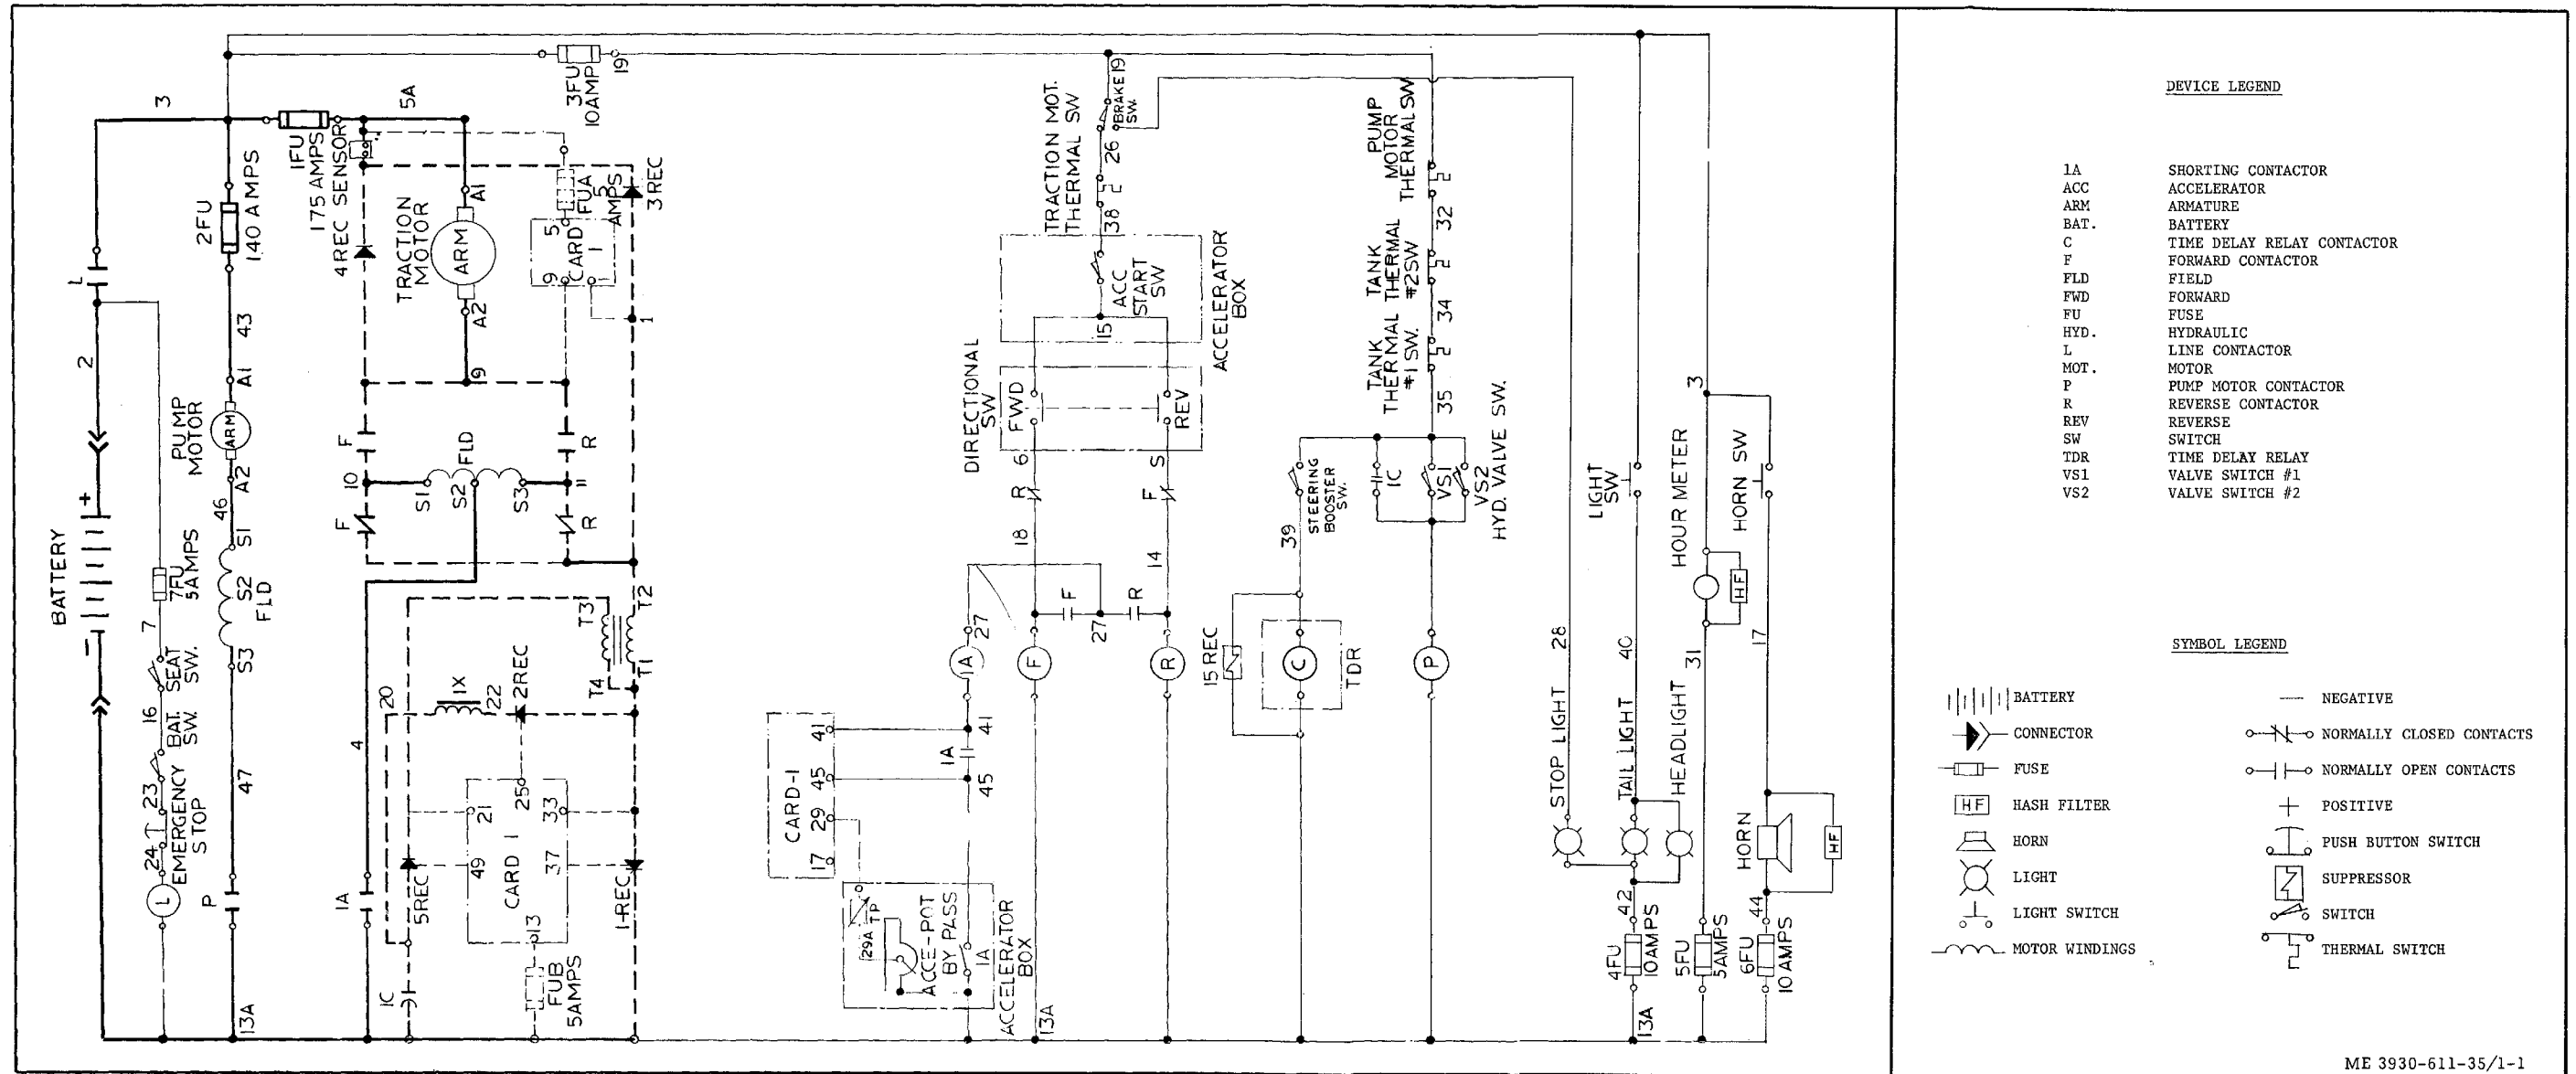 3
5A
3FU
10AMP
19
1FU
175 AMPS
4REC SENSOR
2FU
140 AMPS
L
2
43
A1
PUMP
MOTOR
ARM
A2
46
S1
S2
FLD
S3
47
P
13A
BATTERY
+
7FU
5AMPS
7
SEAT
SW.
16
BAT.
SW.
23
EMERGENCY
STOP
24
L
TRACTION
MOTOR
ARM
A1
A2
FUA
5
AMPS
3REC
CARD
1
5
9
1
1
9
F
R
10
S1
S2
FLD
S3
11
F
R
4
1A
20
1X
22
2REC
T3
T2
T4
T1
5REC
21
25
33
49
37
CARD 1
13
1-REC
1C
FUB
5AMPS
TRACTION MOT.
THERMAL SW
19
BRAKE
SW.
26
38
ACC
START
SW
15
ACCELERATOR
BOX
DIRECTIONAL
SW
FWD
REV
6
5
R
F
18
14
27
F
27
R
1A
F
R
CARD-1
41
45
29
17
41
1A
45
29A
TP
ACCE-POT
BY PASS
1A
ACCELERATOR
BOX
13A
PUMP
MOTOR
THERMAL SW
32
TANK
THERMAL
#2SW
34
TANK
THERMAL
#1 SW.
35
STEERING
BOOSTER
SW.
39
1C
VS1
VS2
HYD. VALVE SW.
15 REC
C
TDR
P
28
STOP LIGHT
LIGHT
SW
40
TAIL LIGHT
HEADLIGHT
42
4FU
10AMPS
13A
3
HOUR METER
HF
31
5FU
5AMPS
HORN SW
17
HORN
HF
44
6FU
10 AMPS
DEVICE LEGEND
1A SHORTING CONTACTOR
ACC ACCELERATOR
ARM ARMATURE
BAT. BATTERY
C TIME DELAY RELAY CONTACTOR
F FORWARD CONTACTOR
FLD FIELD
FWD FORWARD
FU FUSE
HYD. HYDRAULIC
L LINE CONTACTOR
MOT. MOTOR
P PUMP MOTOR CONTACTOR
R REVERSE CONTACTOR
REV REVERSE
SW SWITCH
TDR TIME DELAY RELAY
VS1 VALVE SWITCH #1
VS2 VALVE SWITCH #2
SYMBOL LEGEND
BATTERY
CONNECTOR
FUSE
HF HASH FILTER
HORN
LIGHT
LIGHT SWITCH
MOTOR WINDINGS
NEGATIVE
NORMALLY CLOSED CONTACTS
NORMALLY OPEN CONTACTS
POSITIVE
PUSH BUTTON SWITCH
SUPPRESSOR
SWITCH
THERMAL SWITCH
ME 3930-611-35/1-1